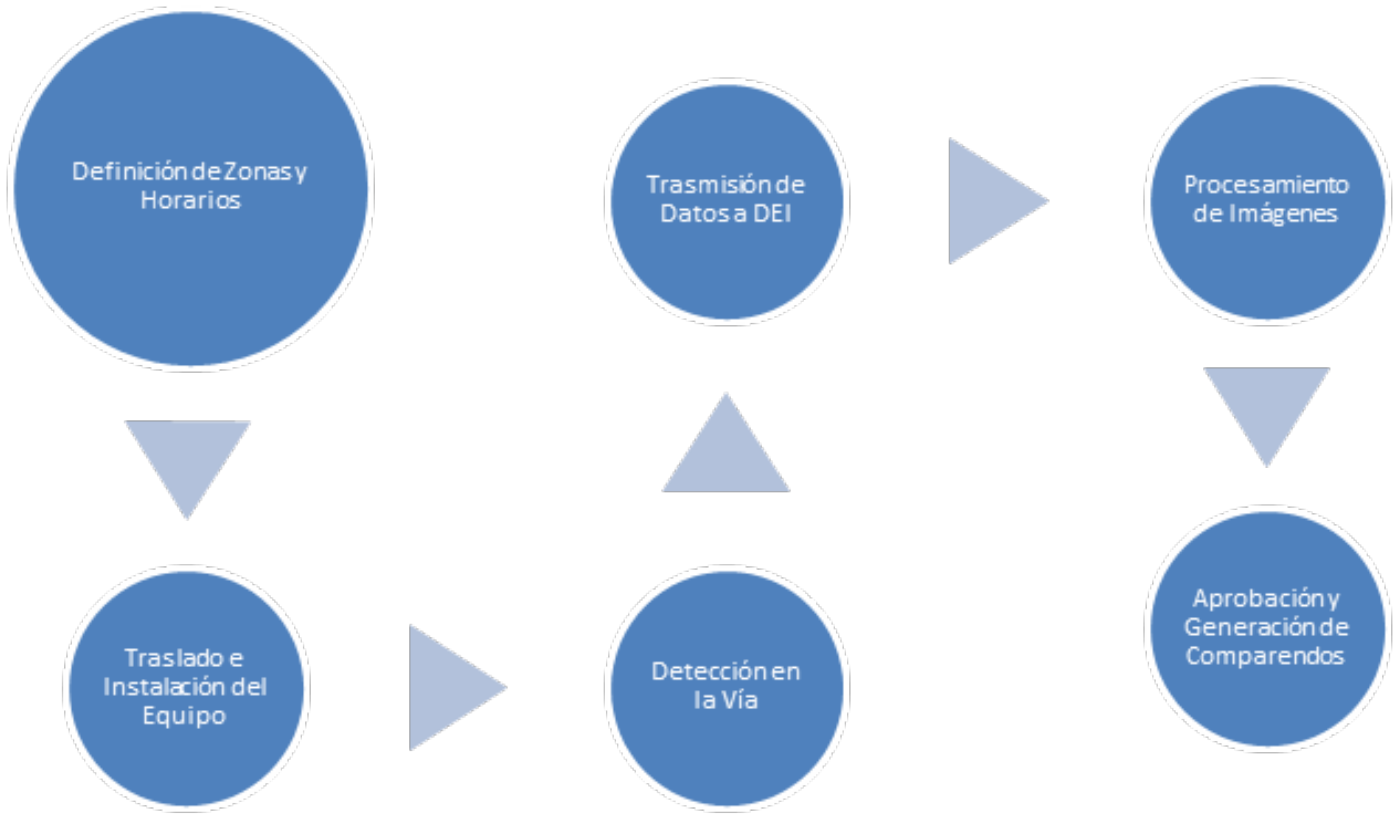 Definición de Zonas y
Horarios
Traslado e
Instalación del
Equipo
Detección en
la Vía
Trasmisión de
Datos a DEI
Procesamiento
de Imágenes
Aprobación y
Generación de
Comparendos